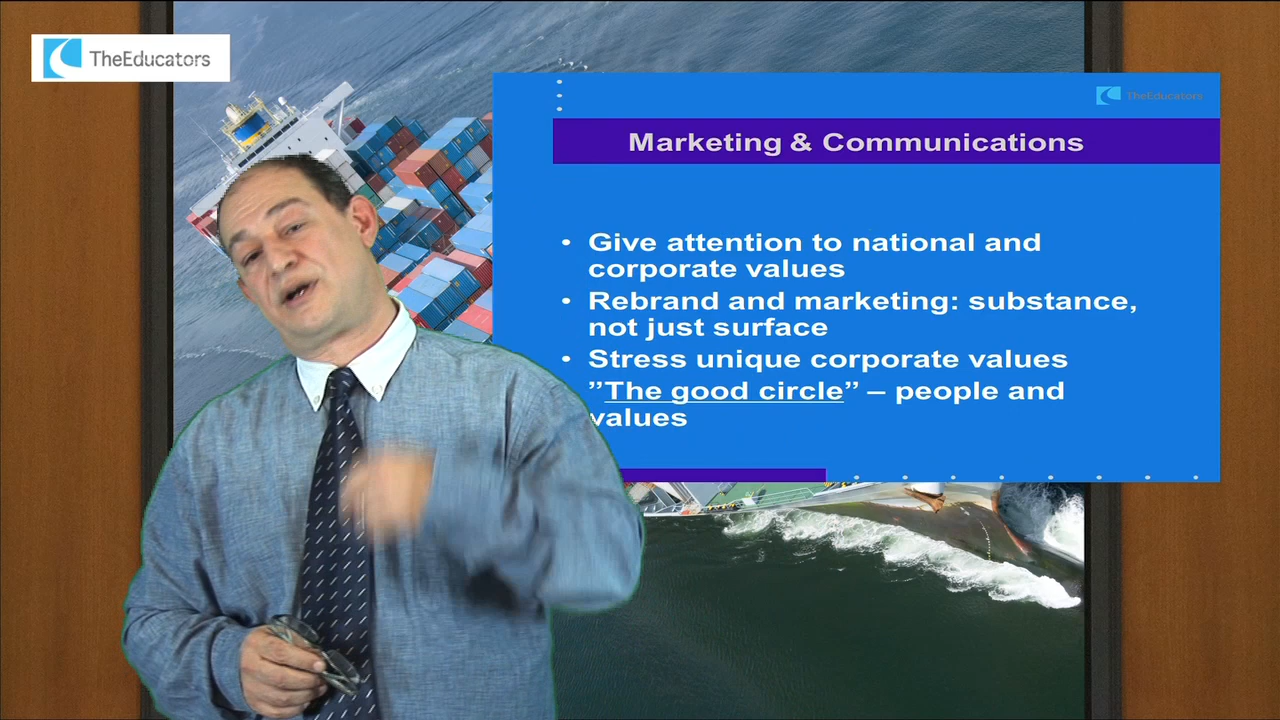 TheEducators
TheEducators
Marketing & Communications
• Give attention to national and
corporate values
• Rebrand and marketing: substance,
not just surface
• Stress unique corporate values
”The good circle” – people and
values